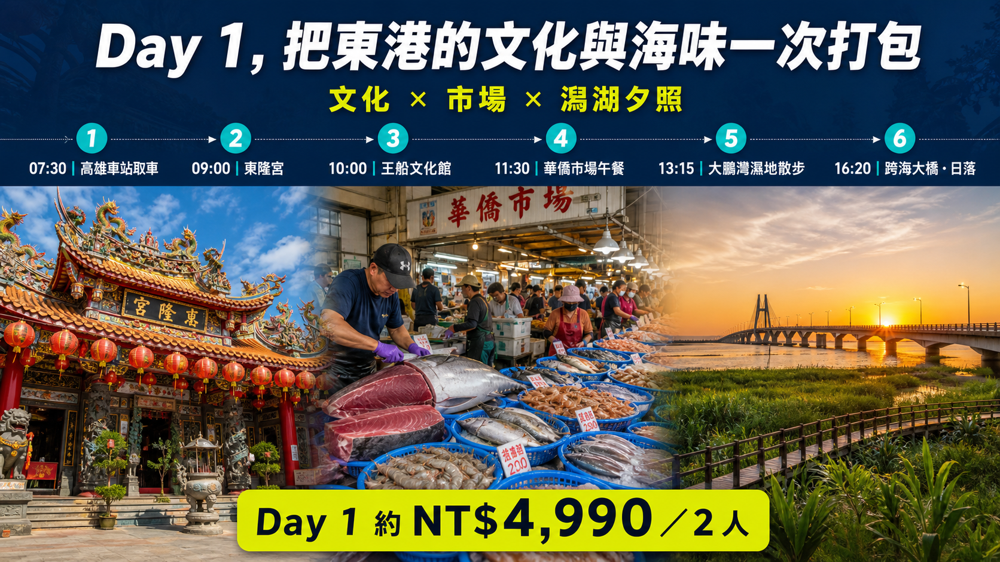 Day 1, 把東港的文化與海味一次打包
文化 × 市場 × 潟湖夕照
1 2 3 4 5 6
07:30 | 高雄車站取車
09:00 | 東隆宮
10:00 | 王船文化館
11:30 | 華僑市場午餐
13:15 | 大鵬灣濕地散步
16:20 | 跨海大橋・日落
華僑市場
宮隆東
250
200
Day 1 約 NT$4,990／2人